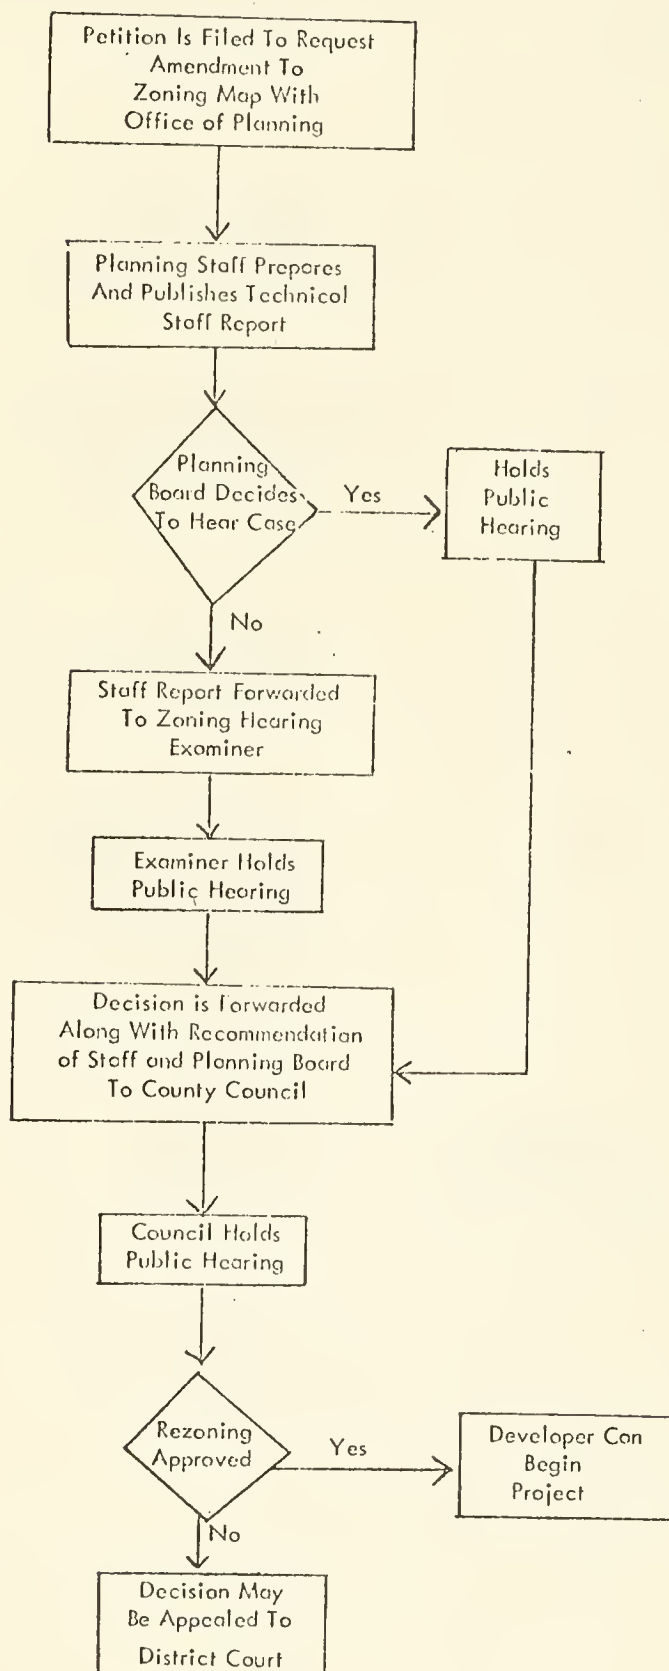 Petition Is Filed To Request
Amendment To
Zoning Map With
Office of Planning
Planning Staff Prepares
And Publishes Technical
Staff Report
Planning
Board Decides
To Hear Case
Yes
Holds
Public
Hearing
No
Staff Report Forwarded
To Zoning Hearing
Examiner
Examiner Holds
Public Hearing
Decision is Forwarded
Along With Recommendation
of Staff and Planning Board
To County Council
Council Holds
Public Hearing
Rezoning
Approved
Yes
Developer Can
Begin
Project
No
Decision May
Be Appealed To
District Court